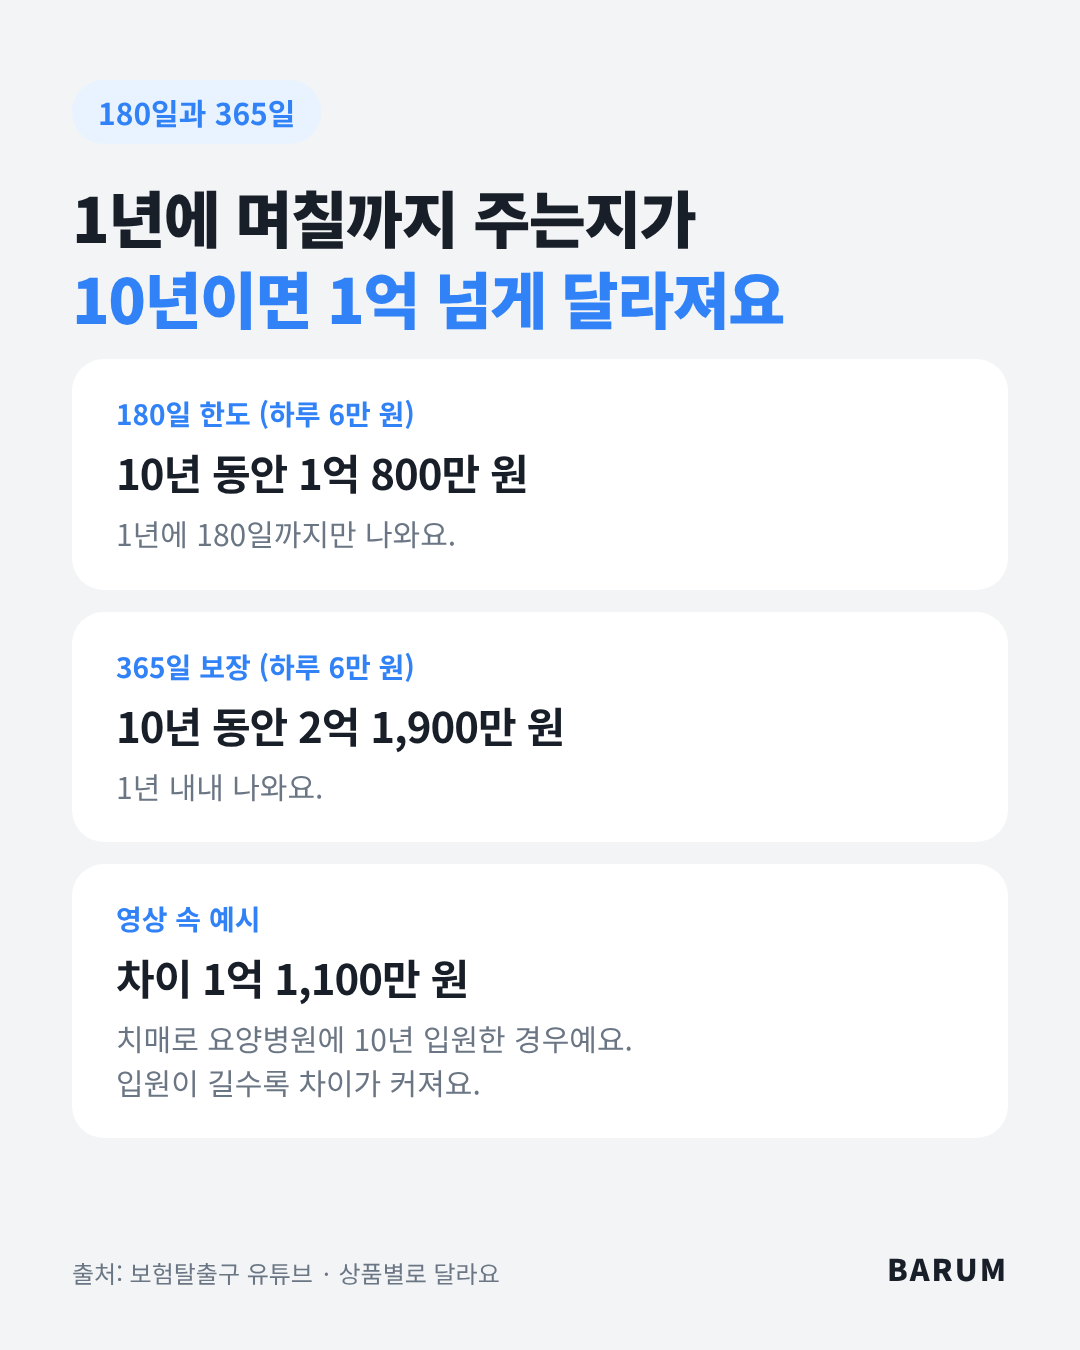 180일과 365일
1년에 며칠까지 주는지가
10년이면 1억 넘게 달라져요
180일 한도 (하루 6만 원)
10년 동안 1억 800만 원
1년에 180일까지만 나와요.
365일 보장 (하루 6만 원)
10년 동안 2억 1,900만 원
1년 내내 나와요.
영상 속 예시
차이 1억 1,100만 원
치매로 요양병원에 10년 입원한 경우예요.
입원이 길수록 차이가 커져요.
출처: 보험탈출구 유튜브 · 상품별로 달라요
BARUM